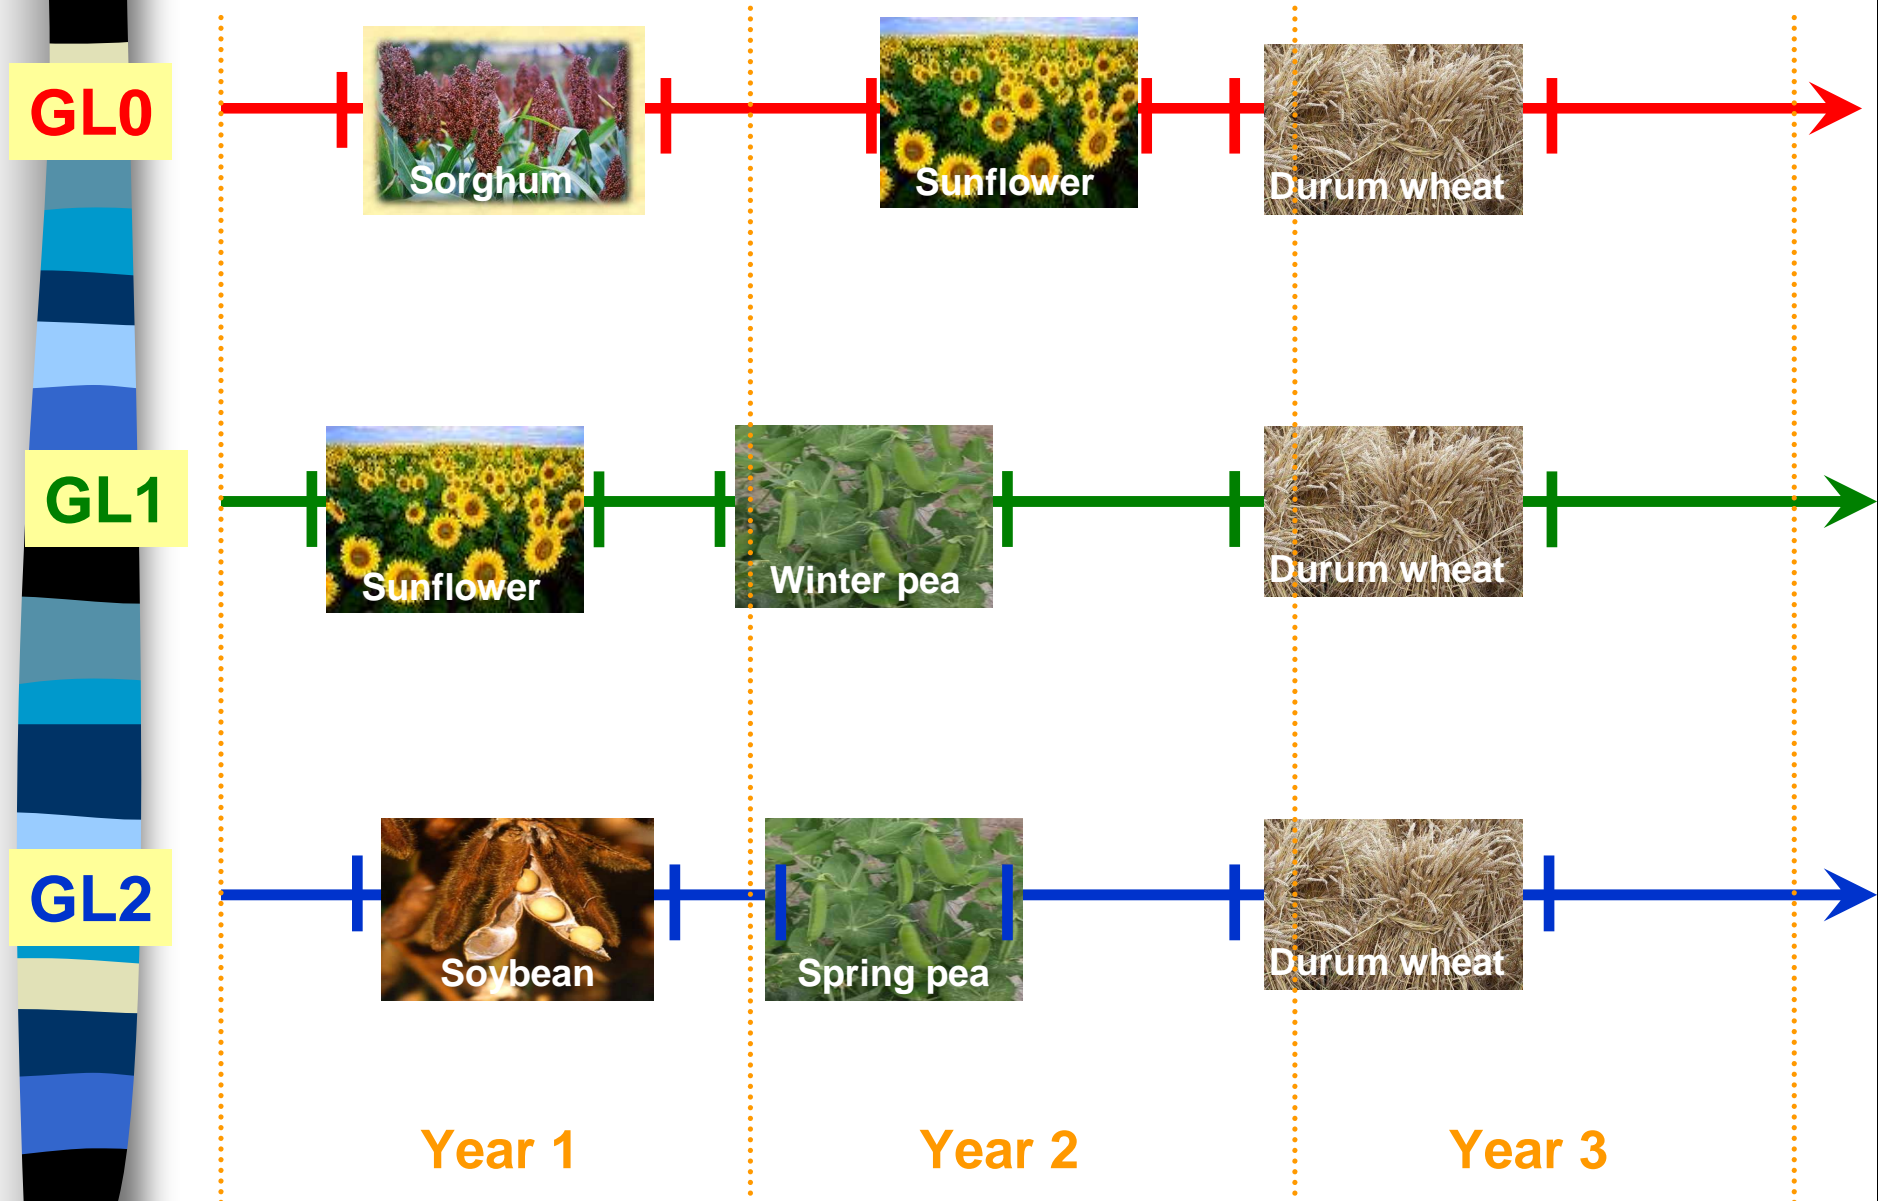 GL0
Sorghum
Sunflower
Durum wheat
GL1
Sunflower
Winter pea
Durum wheat
GL2
Soybean
Spring pea
Durum wheat
Year 1
Year 2
Year 3